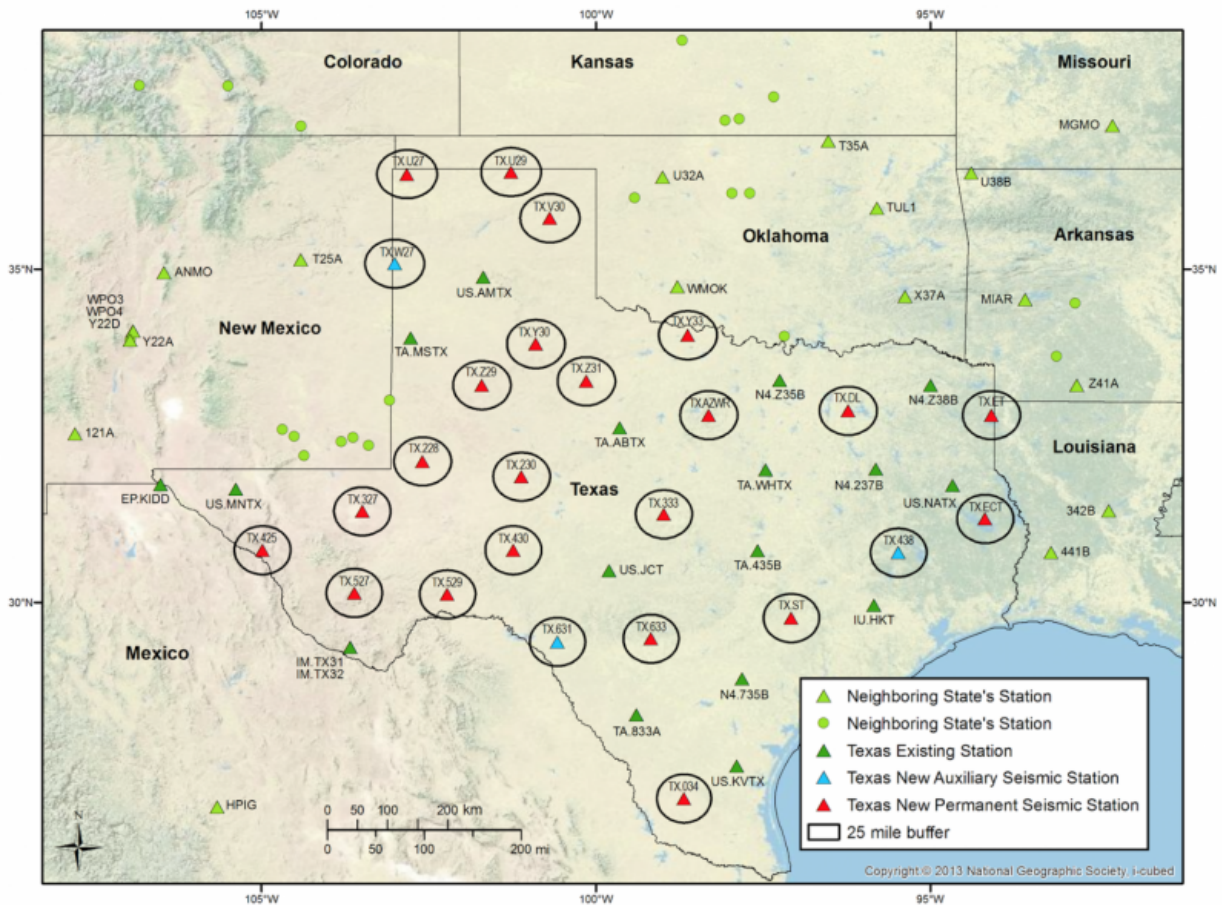 105°W 100°W 95°W
Colorado Kansas Missouri
MGMO
T35A
TX.U27 TX.U29 U32A U38B
TX.V30 TUL1
Oklahoma Arkansas
TX.W27 T25A
35°N ANMO 35°N
US.AMTX WMOK X37A MIAR
WPO3
WPO4
Y22D
Y22A New Mexico
TX.Y33
TA.MSTX TX.Y30
TX.Z29 TX.Z31 N4.Z35B N4.Z38B Z41A
TX.AZWR TX.DL TX.ET
121A TA.ABTX Louisiana
TX.228 TX.230 TA.WHTX N4.237B
EP.KIDD US.MNTX Texas US.NATX
TX.327 TX.333 TX.ECT 342B
TX.425 TX.430 TA.435B TX.438 441B
US.JCT
30°N TX.527 TX.529 30°N
TX.ST IU.HKT
TX.631 TX.633
Mexico IM.TX31
IM.TX32
N4.735B
TA.833A
US.KVTX
TX.034
HPIG
N
0 50 100 200 km
0 50 100 200 mi
Neighboring State's Station
Neighboring State's Station
Texas Existing Station
Texas New Auxiliary Seismic Station
Texas New Permanent Seismic Station
25 mile buffer
Copyright © 2013 National Geographic Society, i-cubed
105°W 100°W 95°W